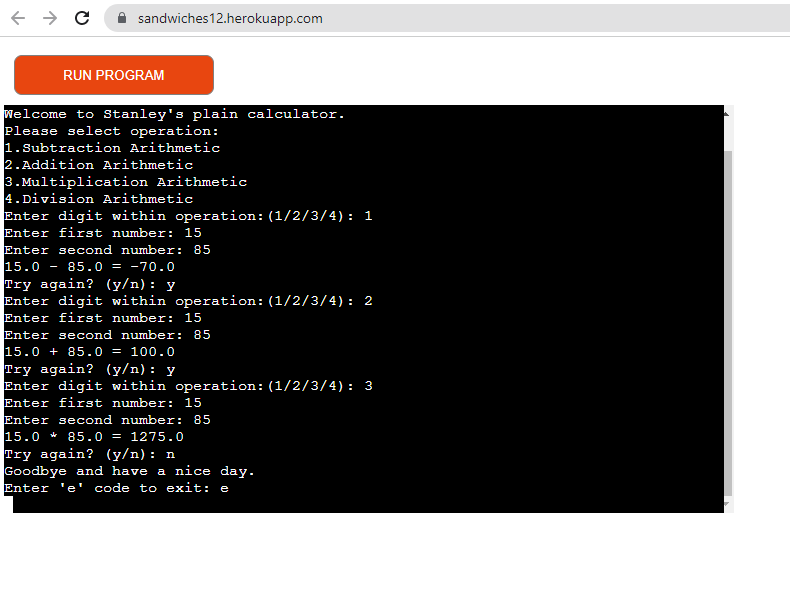 sandwiches12.herokuapp.com
RUN PROGRAM
Welcome to Stanley's plain calculator.
Please select operation:
1.Subtraction Arithmetic
2.Addition Arithmetic
3.Multiplication Arithmetic
4.Division Arithmetic
Enter digit within operation:(1/2/3/4): 1
Enter first number: 15
Enter second number: 85
15.0 - 85.0 = -70.0
Try again? (y/n): y
Enter digit within operation:(1/2/3/4): 2
Enter first number: 15
Enter second number: 85
15.0 + 85.0 = 100.0
Try again? (y/n): y
Enter digit within operation:(1/2/3/4): 3
Enter first number: 15
Enter second number: 85
15.0 * 85.0 = 1275.0
Try again? (y/n): n
Goodbye and have a nice day.
Enter 'e' code to exit: e